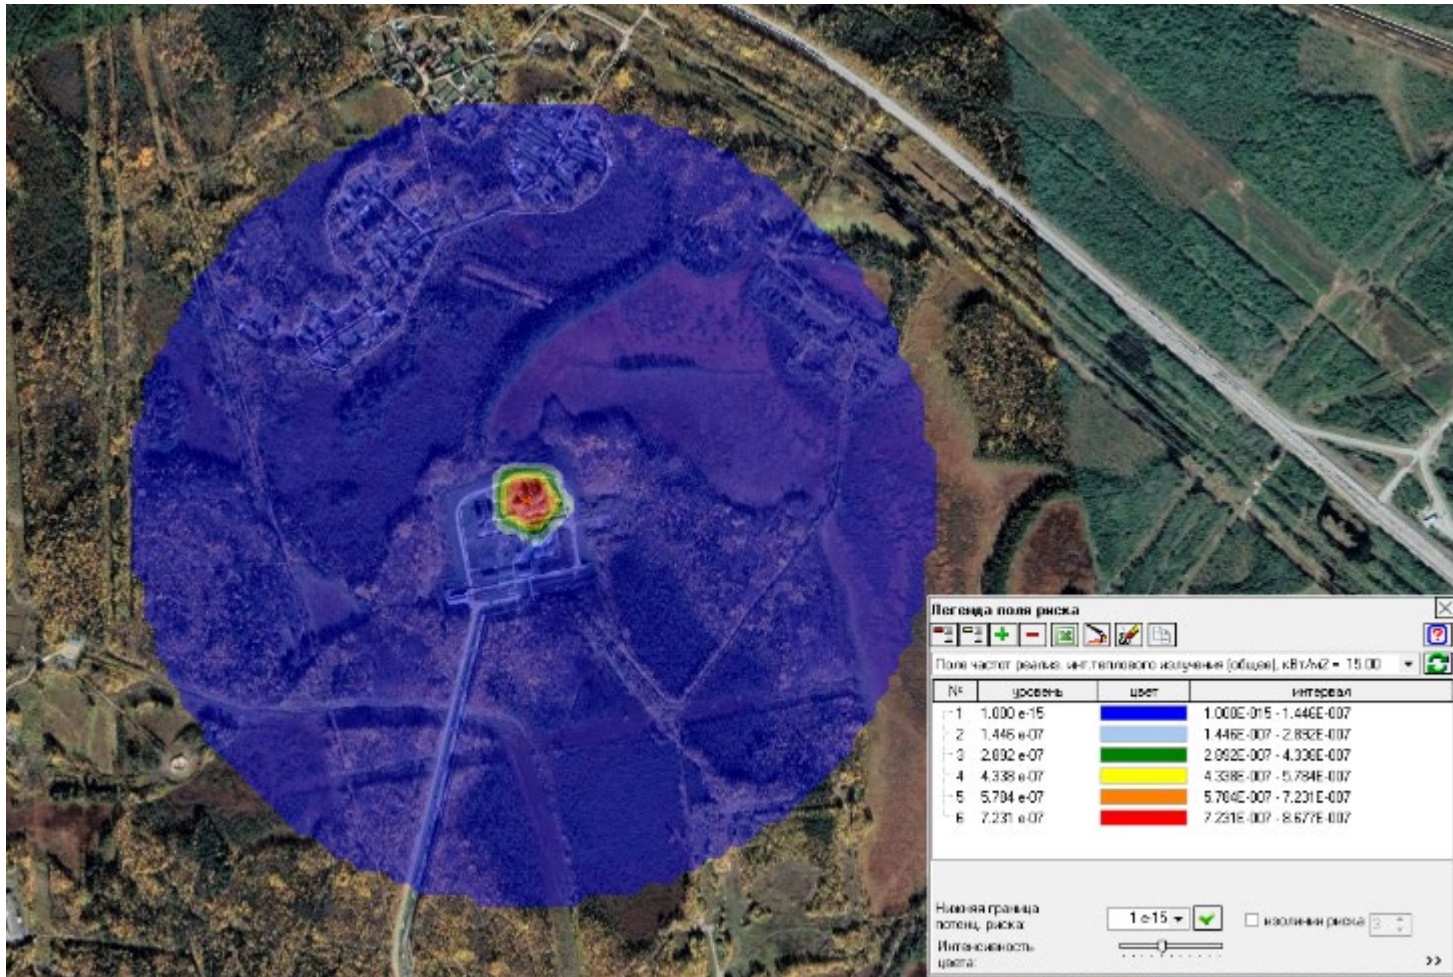 Легенда поля риска
Поле частот реализ. инт.теплового излучения (общее), кВт/м2 = 15.00
№ уровень цвет интервал
1 1.000 e-15 1.000E-015 - 1.446E-007
2 1.446 e-07 1.446E-007 - 2.892E-007
3 2.892 e-07 2.892E-007 - 4.338E-007
4 4.338 e-07 4.338E-007 - 5.784E-007
5 5.784 e-07 5.784E-007 - 7.231E-007
6 7.231 e-07 7.231E-007 - 8.677E-007
Нижняя граница
потенц. риска:
1 e-15
изолинии риска 3
Интенсивность
цвета:
>>